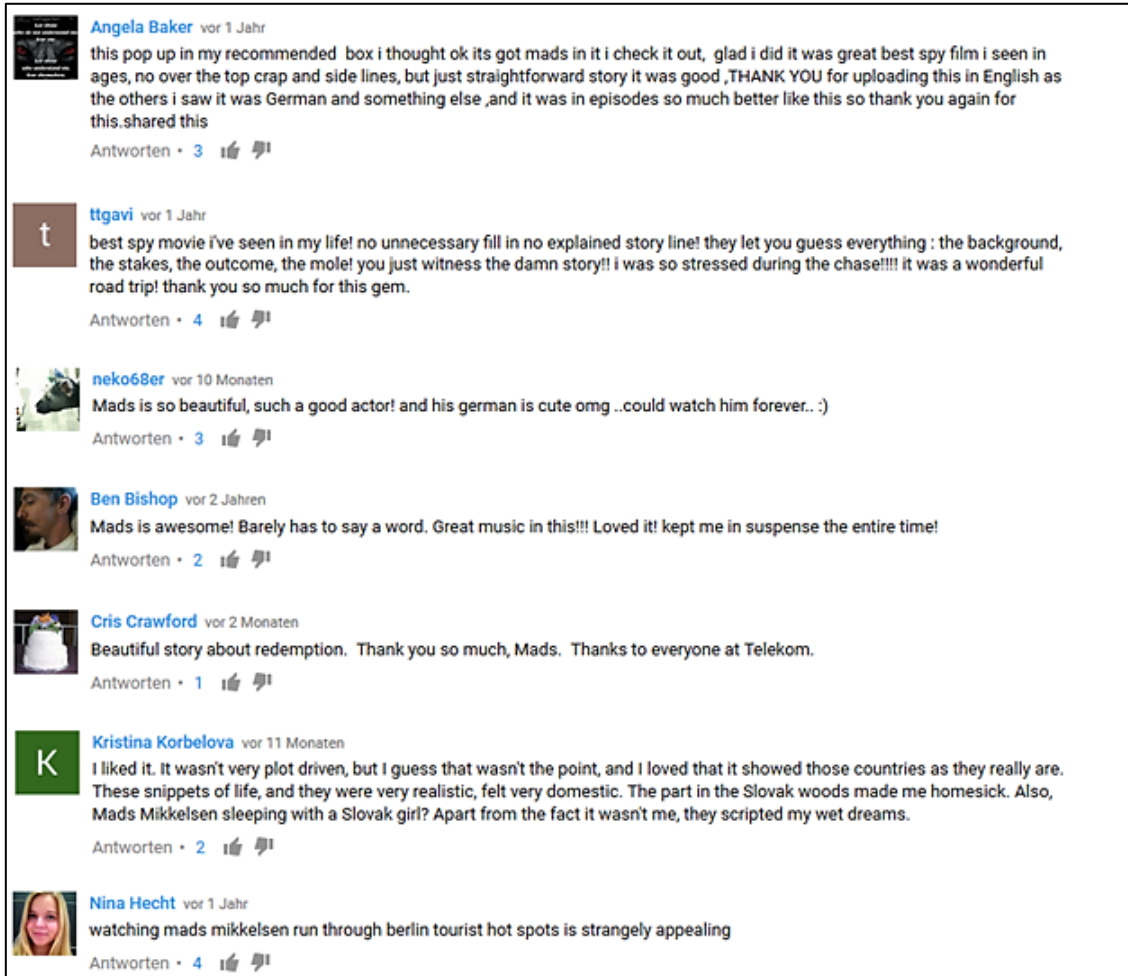 Angela Baker vor 1 Jahr
this pop up in my recommended box i thought ok its got mads in it i check it out, glad i did it was great best spy film i seen in
ages, no over the top crap and side lines, but just straightforward story it was good ,THANK YOU for uploading this in English as
the others i saw it was German and something else ,and it was in episodes so much better like this so thank you again for
this.shared this
Antworten • 3
t
ttgavi vor 1 Jahr
best spy movie i've seen in my life! no unnecessary fill in no explained story line! they let you guess everything : the background,
the stakes, the outcome, the mole! you just witness the damn story!! i was so stressed during the chase!!!! it was a wonderful
road trip! thank you so much for this gem.
Antworten • 4
neko68er vor 10 Monaten
Mads is so beautiful, such a good actor! and his german is cute omg ..could watch him forever.. :)
Antworten • 3
Ben Bishop vor 2 Jahren
Mads is awesome! Barely has to say a word. Great music in this!!! Loved it! kept me in suspense the entire time!
Antworten • 2
Cris Crawford vor 2 Monaten
Beautiful story about redemption. Thank you so much, Mads. Thanks to everyone at Telekom.
Antworten • 1
K
Kristina Korbelova vor 11 Monaten
I liked it. It wasn't very plot driven, but I guess that wasn't the point, and I loved that it showed those countries as they really are.
These snippets of life, and they were very realistic, felt very domestic. The part in the Slovak woods made me homesick. Also,
Mads Mikkelsen sleeping with a Slovak girl? Apart from the fact it wasn't me, they scripted my wet dreams.
Antworten • 2
Nina Hecht vor 1 Jahr
watching mads mikkelsen run through berlin tourist hot spots is strangely appealing
Antworten • 4